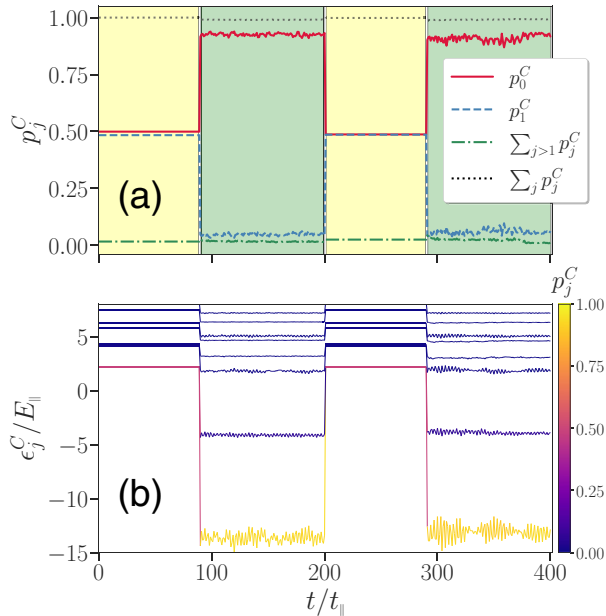 1.00
0.75
0.50
0.25
0.00
p_j^C
(a)
p_0^C
p_1^C
∑_{j>1} p_j^C
∑_j p_j^C
p_j^C
5
0
−5
−10
−15
ϵ_j^C/E_∥
(b)
1.00
0.75
0.50
0.25
0.00
0
100
200
300
400
t/t_∥